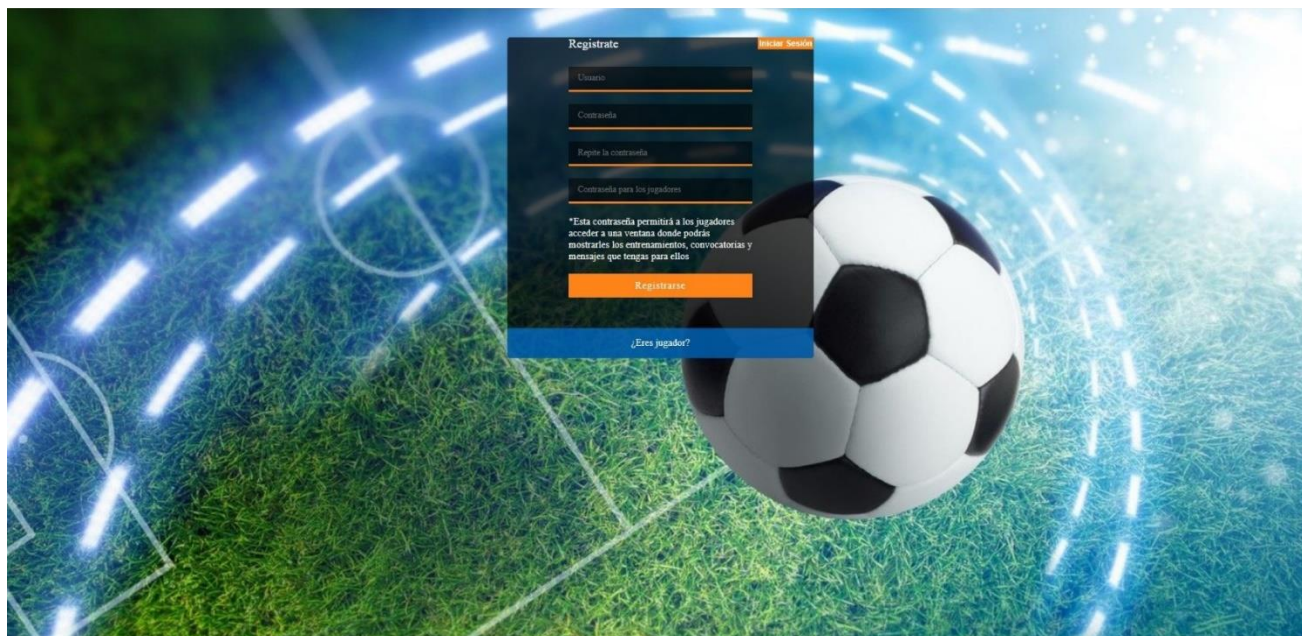 Registrate
Iniciar Sesión
Usuario
Contraseña
Repite la contraseña
Contraseña para los jugadores
*Esta contraseña permitirá a los jugadores
acceder a una ventana donde podrás
mostrarles los entrenamientos, convocatorias y
mensajes que tengas para ellos
Registrarse
¿Eres jugador?